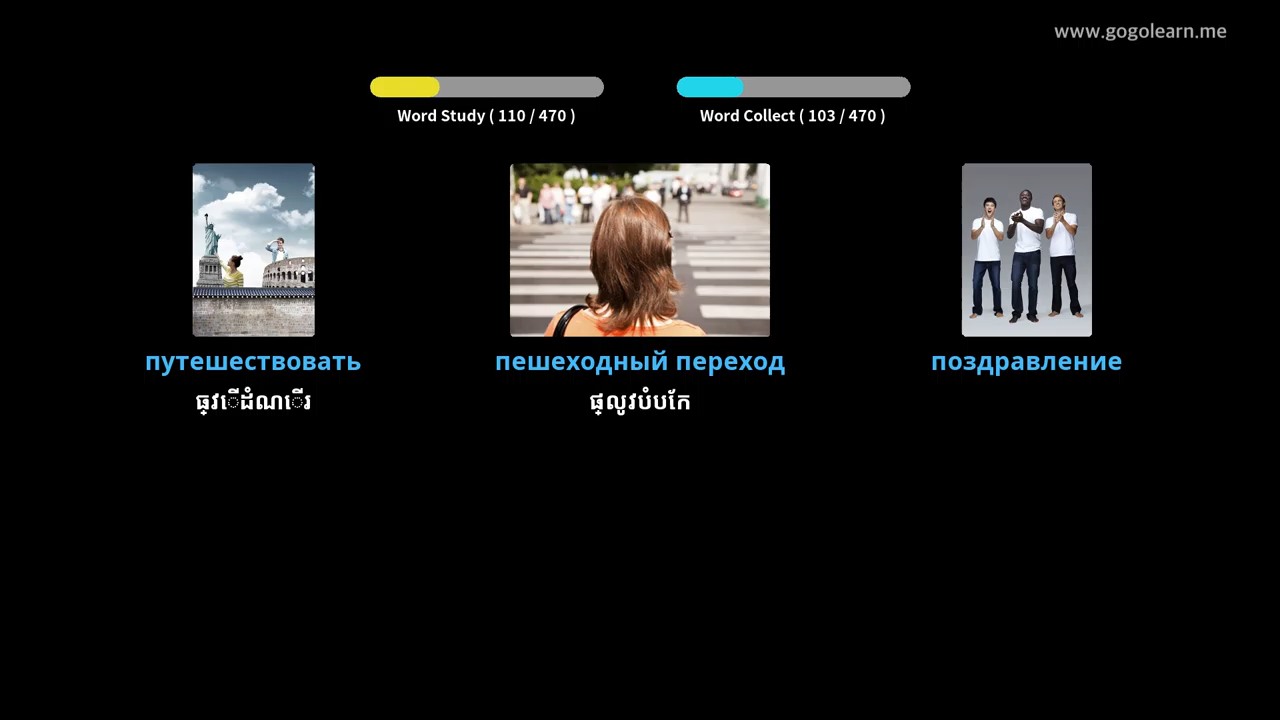 www.gogolearn.me
Word Study ( 110 / 470 )
Word Collect ( 103 / 470 )
путешествовать
пешеходный переход
поздравление
ធ្វើដំណើរ
ផ្លូវបំបែក